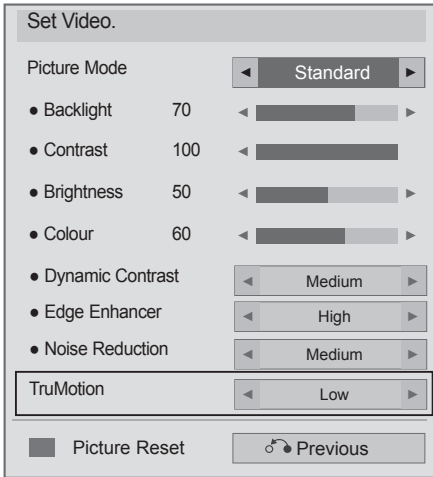 Set Video.
Picture Mode ◄ Standard ►
● Backlight 70 ◄ ►
● Contrast 100 ◄
● Brightness 50 ◄ ►
● Colour 60 ◄ ►
● Dynamic Contrast ◄ Medium ►
● Edge Enhancer ◄ High ►
● Noise Reduction ◄ Medium ►
TruMotion ◄ Low ►
Picture Reset Previous